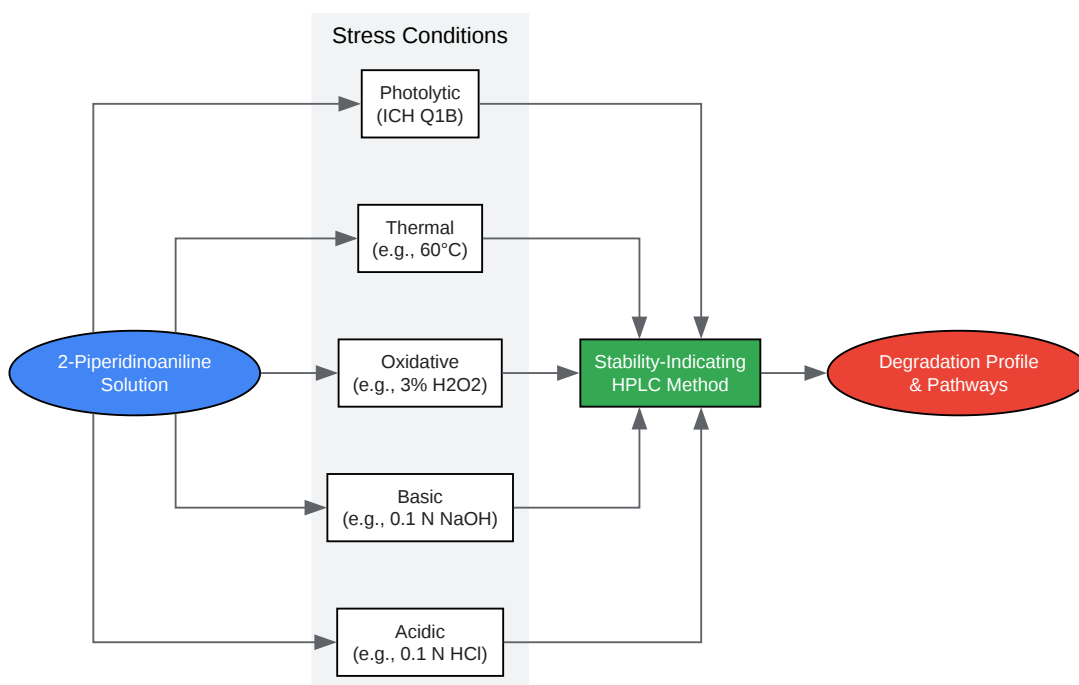 Stress Conditions
Photolytic
(ICH Q1B)
Thermal
(e.g., 60°C)
2-Piperidinoaniline
Solution
Oxidative
(e.g., 3% H2O2)
Stability-Indicating
HPLC Method
Degradation Profile
& Pathways
Basic
(e.g., 0.1 N NaOH)
Acidic
(e.g., 0.1 N HCl)